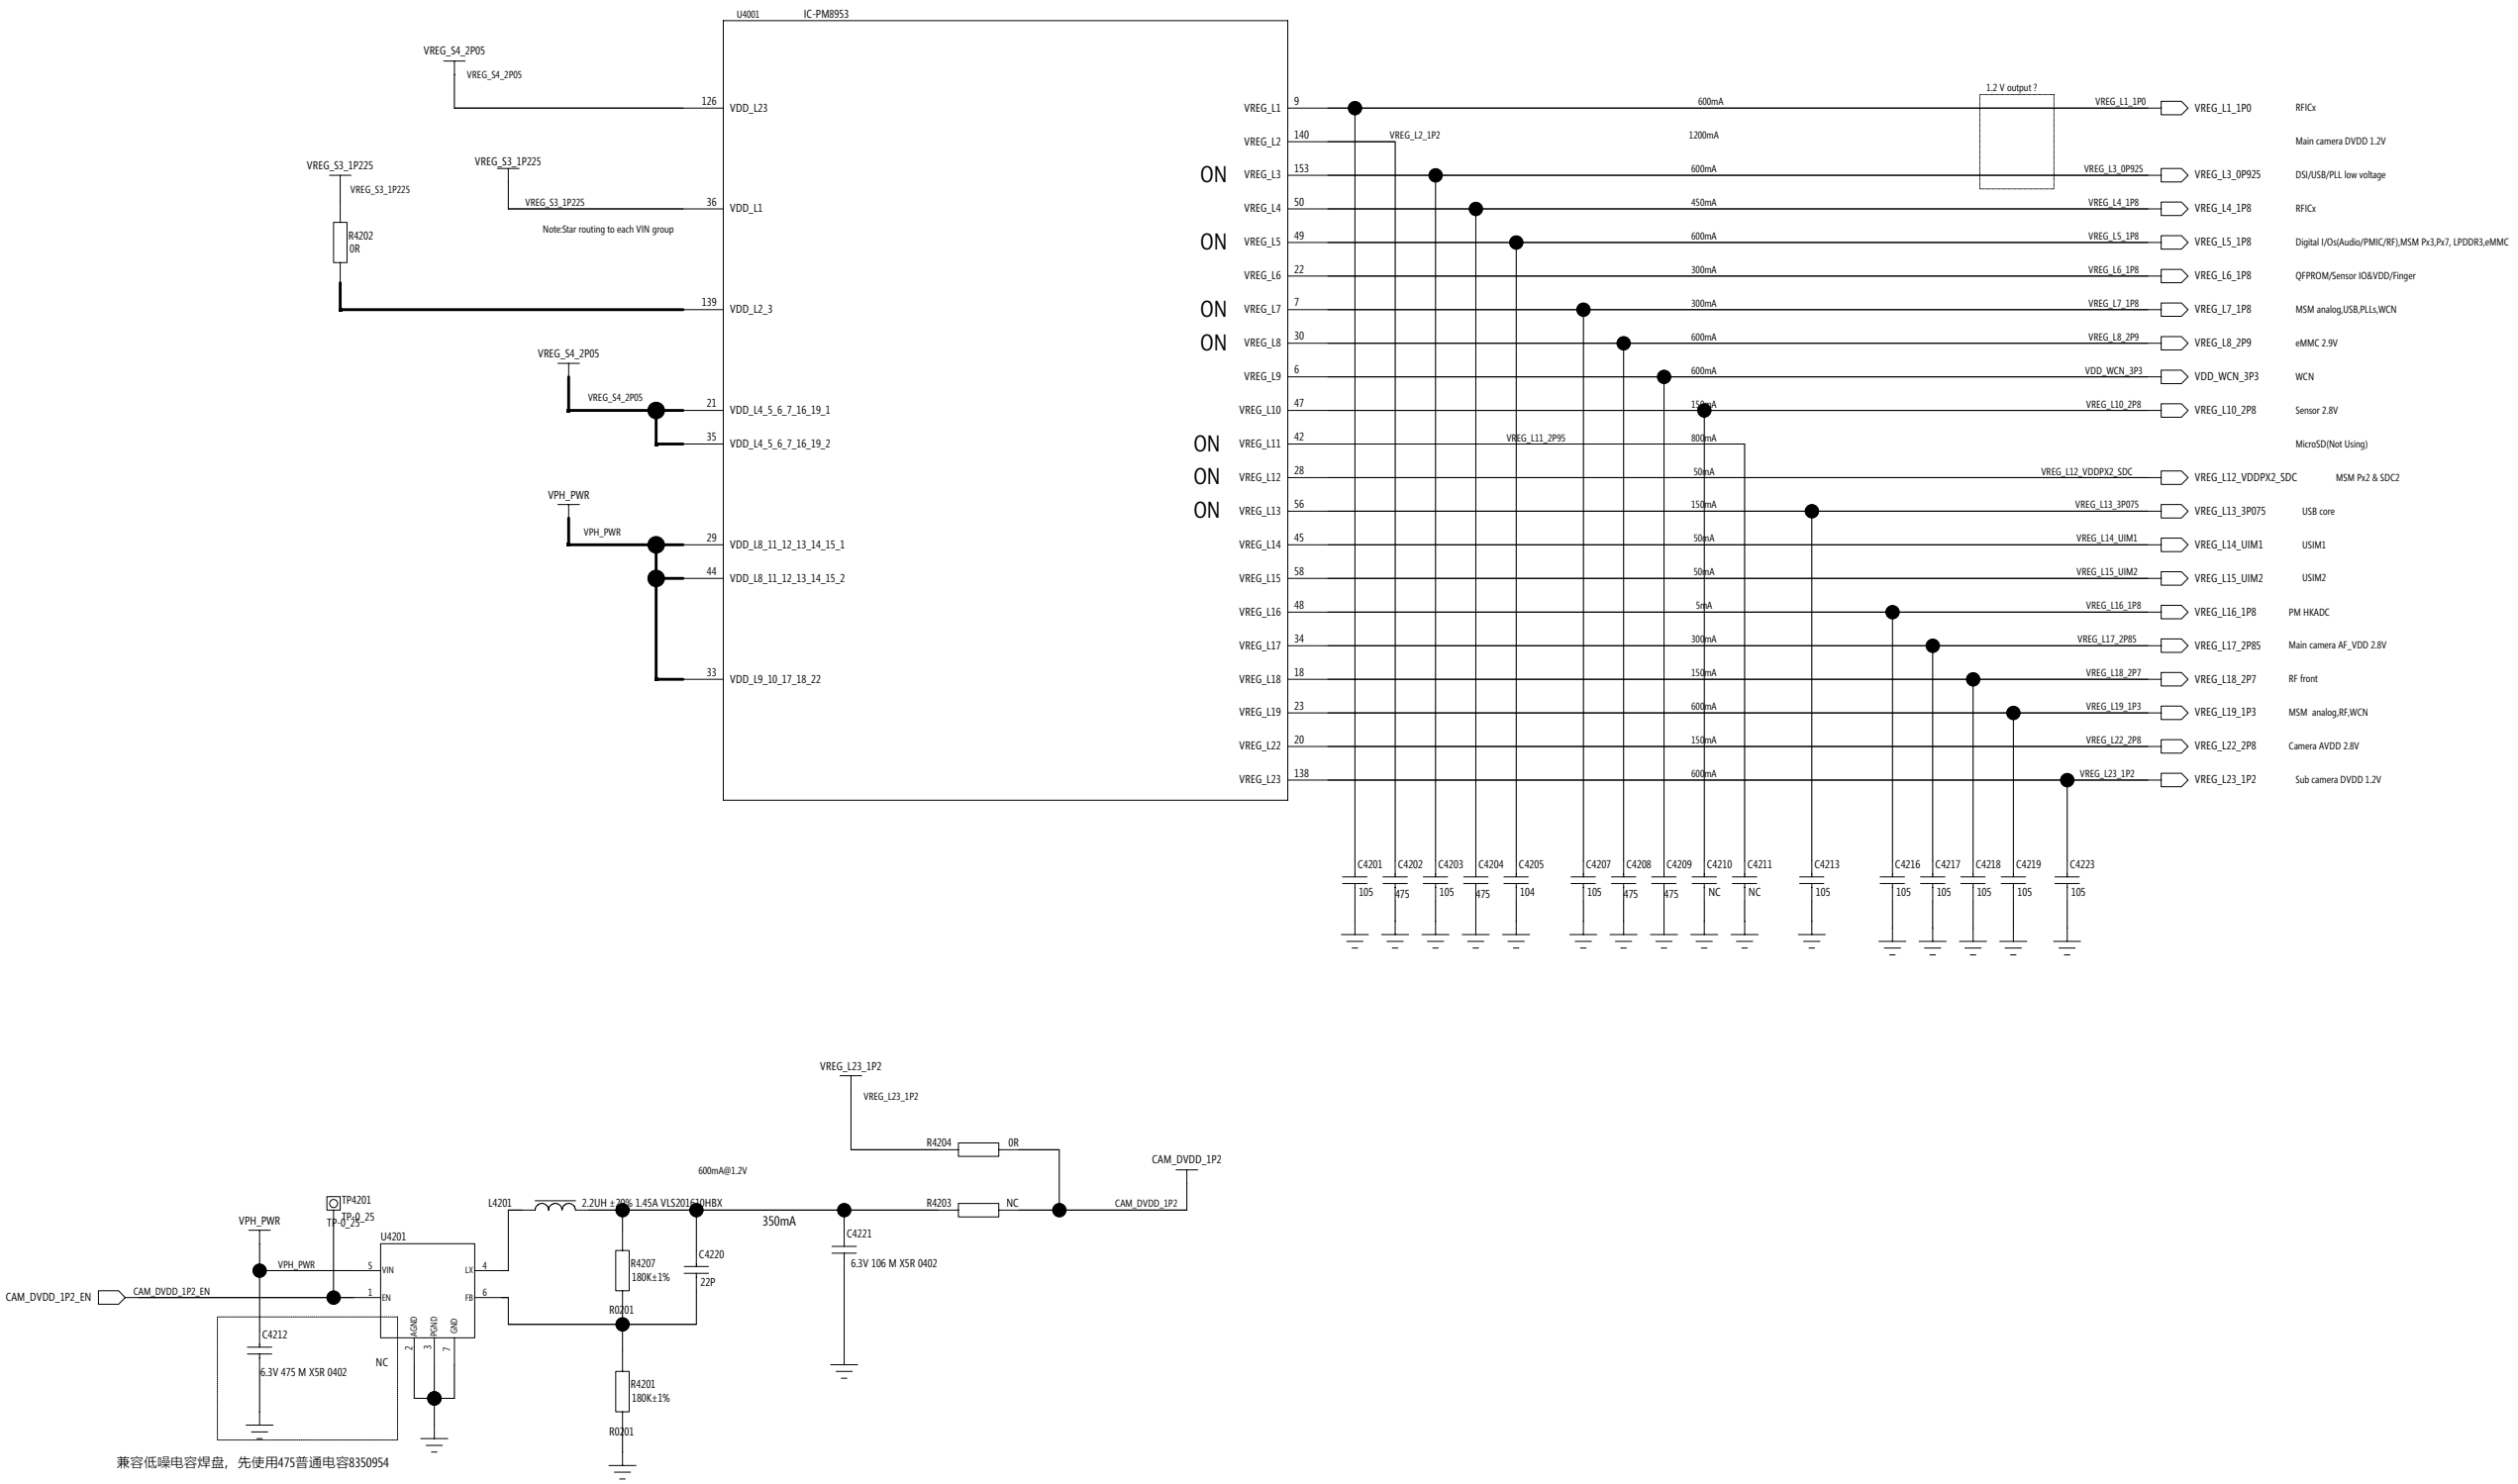 U4001 IC-PM8953
VREG_S4_2P05
VREG_S4_2P05
126 VDD_L23
VREG_S3_1P225
VREG_S3_1P225
VREG_S3_1P225
VREG_S3_1P225
36 VDD_L1
Note:Star routing to each VIN group
R4202
0R
139 VDD_L2_3
VREG_S4_2P05
VREG_S4_2P05
21 VDD_L4_5_6_7_16_19_1
35 VDD_L4_5_6_7_16_19_2
VPH_PWR
VPH_PWR
29 VDD_L8_11_12_13_14_15_1
44 VDD_L8_11_12_13_14_15_2
33 VDD_L9_10_17_18_22
1.2 V output ?
VREG_L1 9 600mA VREG_L1_1P0 VREG_L1_1P0 RFICx
VREG_L2 140 VREG_L2_1P2 1200mA Main camera DVDD 1.2V
ON VREG_L3 153 600mA VREG_L3_0P925 VREG_L3_0P925 DSI/USB/PLL low voltage
VREG_L4 50 450mA VREG_L4_1P8 VREG_L4_1P8 RFICx
ON VREG_L5 49 600mA VREG_L5_1P8 VREG_L5_1P8 Digital I/Os(Audio/PMIC/RF),MSM Px3,Px7, LPDDR3,eMMC
VREG_L6 22 300mA VREG_L6_1P8 VREG_L6_1P8 QFPROM/Sensor IO&VDD/Finger
ON VREG_L7 7 300mA VREG_L7_1P8 VREG_L7_1P8 MSM analog,USB,PLLs,WCN
ON VREG_L8 30 600mA VREG_L8_2P9 VREG_L8_2P9 eMMC 2.9V
VREG_L9 6 600mA VDD_WCN_3P3 VDD_WCN_3P3 WCN
VREG_L10 47 150mA VREG_L10_2P8 VREG_L10_2P8 Sensor 2.8V
ON VREG_L11 42 VREG_L11_2P95 800mA MicroSD(Not Using)
ON VREG_L12 28 50mA VREG_L12_VDDPX2_SDC VREG_L12_VDDPX2_SDC MSM Px2 & SDC2
ON VREG_L13 56 150mA VREG_L13_3P075 VREG_L13_3P075 USB core
VREG_L14 45 50mA VREG_L14_UIM1 VREG_L14_UIM1 USIM1
VREG_L15 58 50mA VREG_L15_UIM2 VREG_L15_UIM2 USIM2
VREG_L16 48 5mA VREG_L16_1P8 VREG_L16_1P8 PM HKADC
VREG_L17 34 300mA VREG_L17_2P85 VREG_L17_2P85 Main camera AF_VDD 2.8V
VREG_L18 18 150mA VREG_L18_2P7 VREG_L18_2P7 RF front
VREG_L19 23 600mA VREG_L19_1P3 VREG_L19_1P3 MSM analog,RF,WCN
VREG_L22 20 150mA VREG_L22_2P8 VREG_L22_2P8 Camera AVDD 2.8V
VREG_L23 138 600mA VREG_L23_1P2 VREG_L23_1P2 Sub camera DVDD 1.2V
C4201 C4202 C4203 C4204 C4205 C4207 C4208 C4209 C4210 C4211 C4213 C4216 C4217 C4218 C4219 C4223
105 475 105 475 104 105 475 475 NC NC 105 105 105 105 105 105
VREG_L23_1P2
VREG_L23_1P2
R4204 0R
600mA@1.2V
CAM_DVDD_1P2
L4201 2.2UH ±20% 1.45A VLS201610HBX
R4203 NC CAM_DVDD_1P2
350mA
TP4201
TP-0_25
TP-0_25
VPH_PWR
U4201
C4221
6.3V 106 M X5R 0402
C4220
22P
R4207
180K±1%
R0201
VPH_PWR 5 VIN LX 4
CAM_DVDD_1P2_EN CAM_DVDD_1P2_EN 1 EN FB 6
AGND PGND GND
2 3 7
C4212
NC
6.3V 475 M X5R 0402
R4201
180K±1%
R0201
兼容低噪电容焊盘，先使用475普通电容8350954